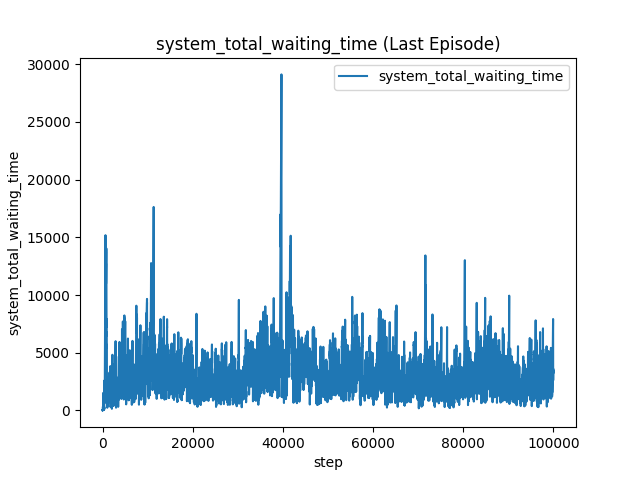 system_total_waiting_time (Last Episode)
system_total_waiting_time
30000
25000
20000
15000
10000
5000
0
system_total_waiting_time
0 20000 40000 60000 80000 100000
step